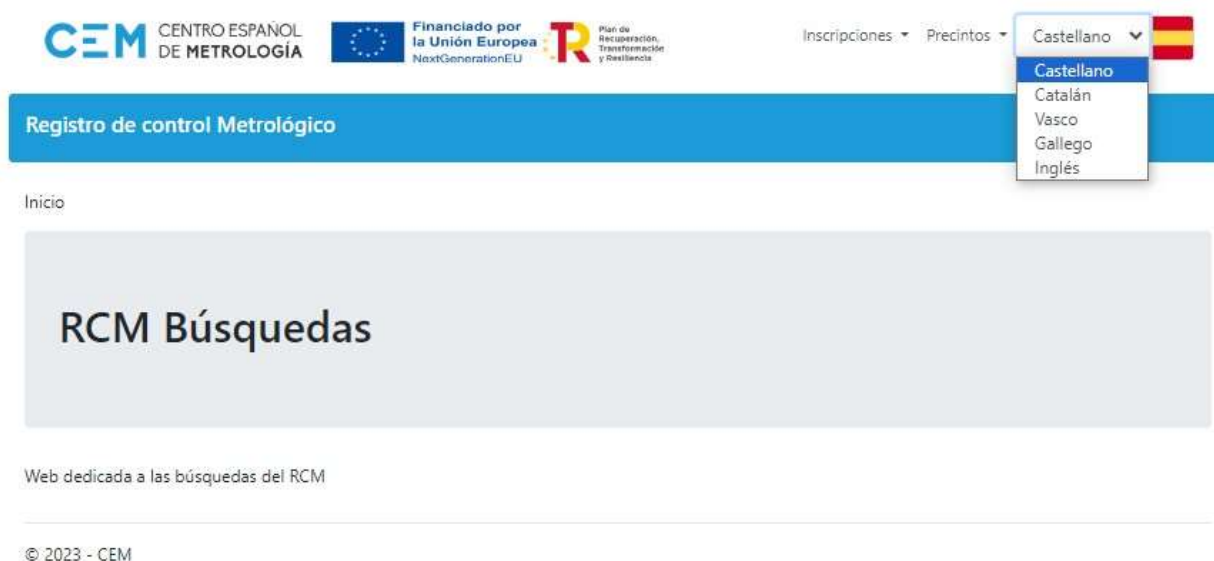 CEM CENTRO ESPAÑOL
DE METROLOGÍA
Financiado por
la Unión Europea
NextGenerationEU
Plan de
Recuperación,
Transformación
y Resiliencia
Inscripciones
Precintos
Castellano
Castellano
Catalán
Vasco
Gallego
Inglés
Registro de control Metrológico
Inicio
RCM Búsquedas
Web dedicada a las búsquedas del RCM
© 2023 - CEM